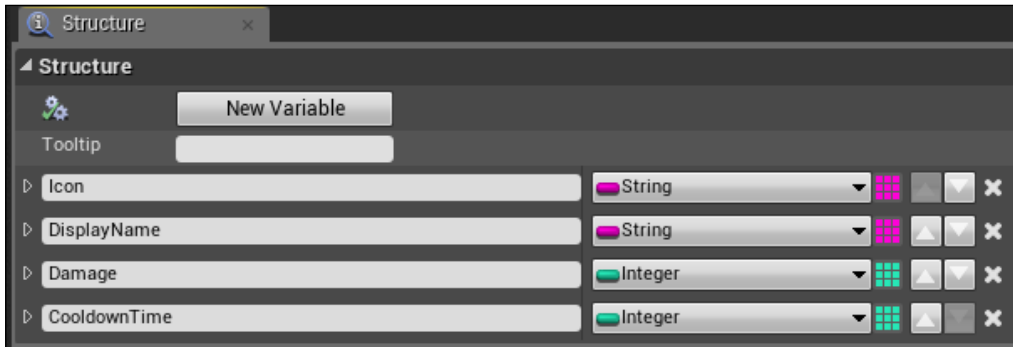 Structure
Structure
New Variable
Tooltip
Icon String
DisplayName String
Damage Integer
CooldownTime Integer